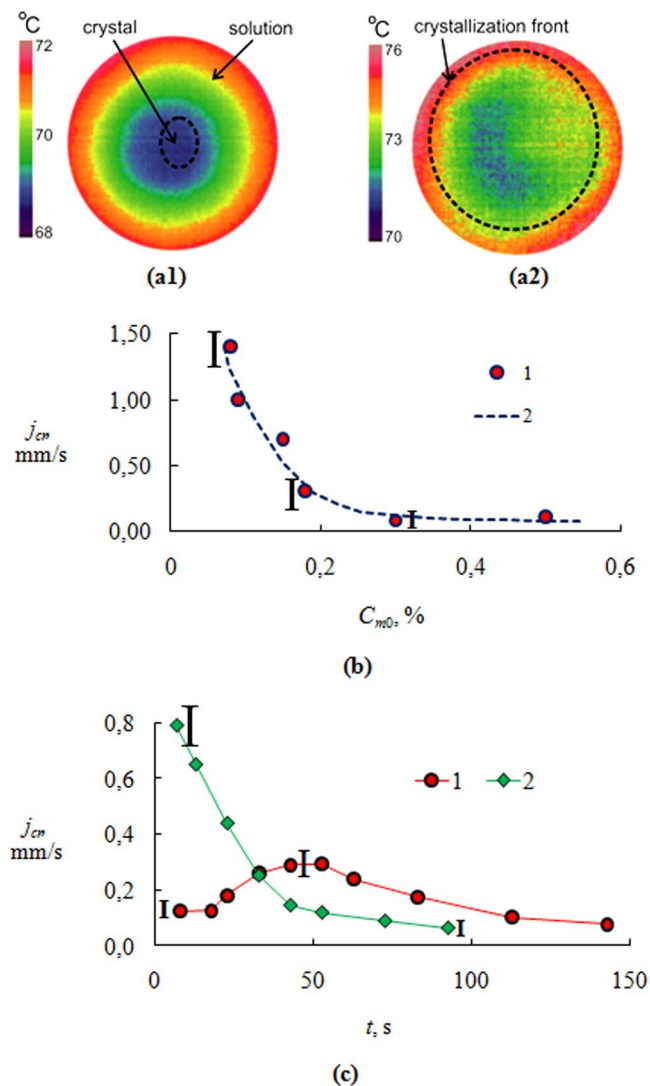 °C
72
70
68
crystal
solution
(a1)
°C
76
73
70
crystallization front
(a2)
1,50
1,00
0,50
0,00
j_cr,
mm/s
1
2
0
0,2
0,4
0,6
C_m0, %
(b)
0,8
0,6
0,4
0,2
0,0
j_cr,
mm/s
1
2
0
50
100
150
t, s
(c)